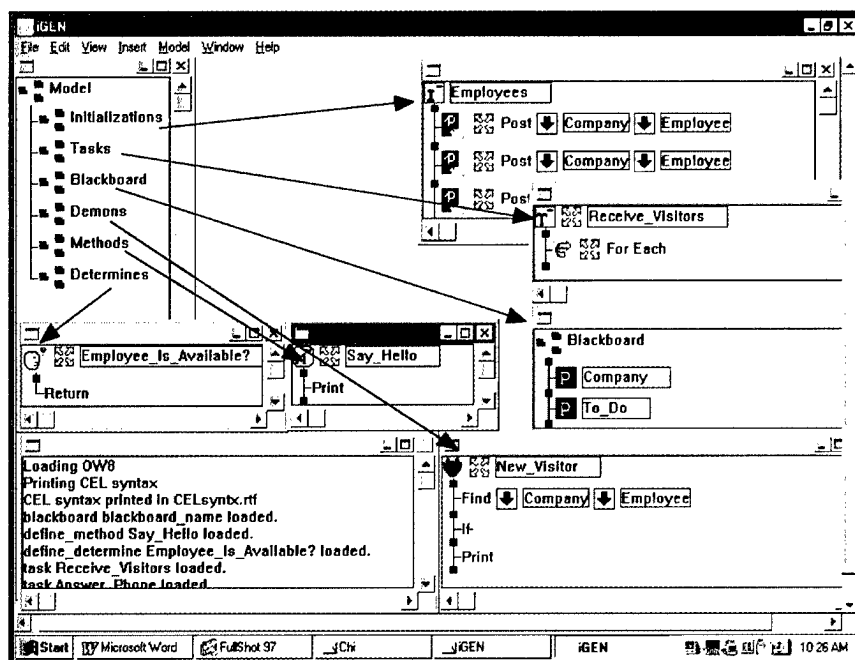 iGEN
File Edit View Insert Model Window Help
Model
Initializations
Tasks
Blackboard
Demons
Methods
Determines
Employees
Post Company Employee
Post Company Employee
Post
Receive_Visitors
For Each
Blackboard
Company
To_Do
Employee_Is_Available?
Return
Say_Hello
Print
Loading OW8
Printing CEL syntax
CEL syntax printed in CELsyntx.rtf
blackboard blackboard_name loaded.
define_method Say_Hello loaded.
define_determine Employee_Is_Available? loaded.
task Receive_Visitors loaded.
task Answer_Phone loaded.
New_Visitor
Find Company Employee
If
Print
Start Microsoft Word FullShot 97 Chi iGEN iGEN 10:26 AM